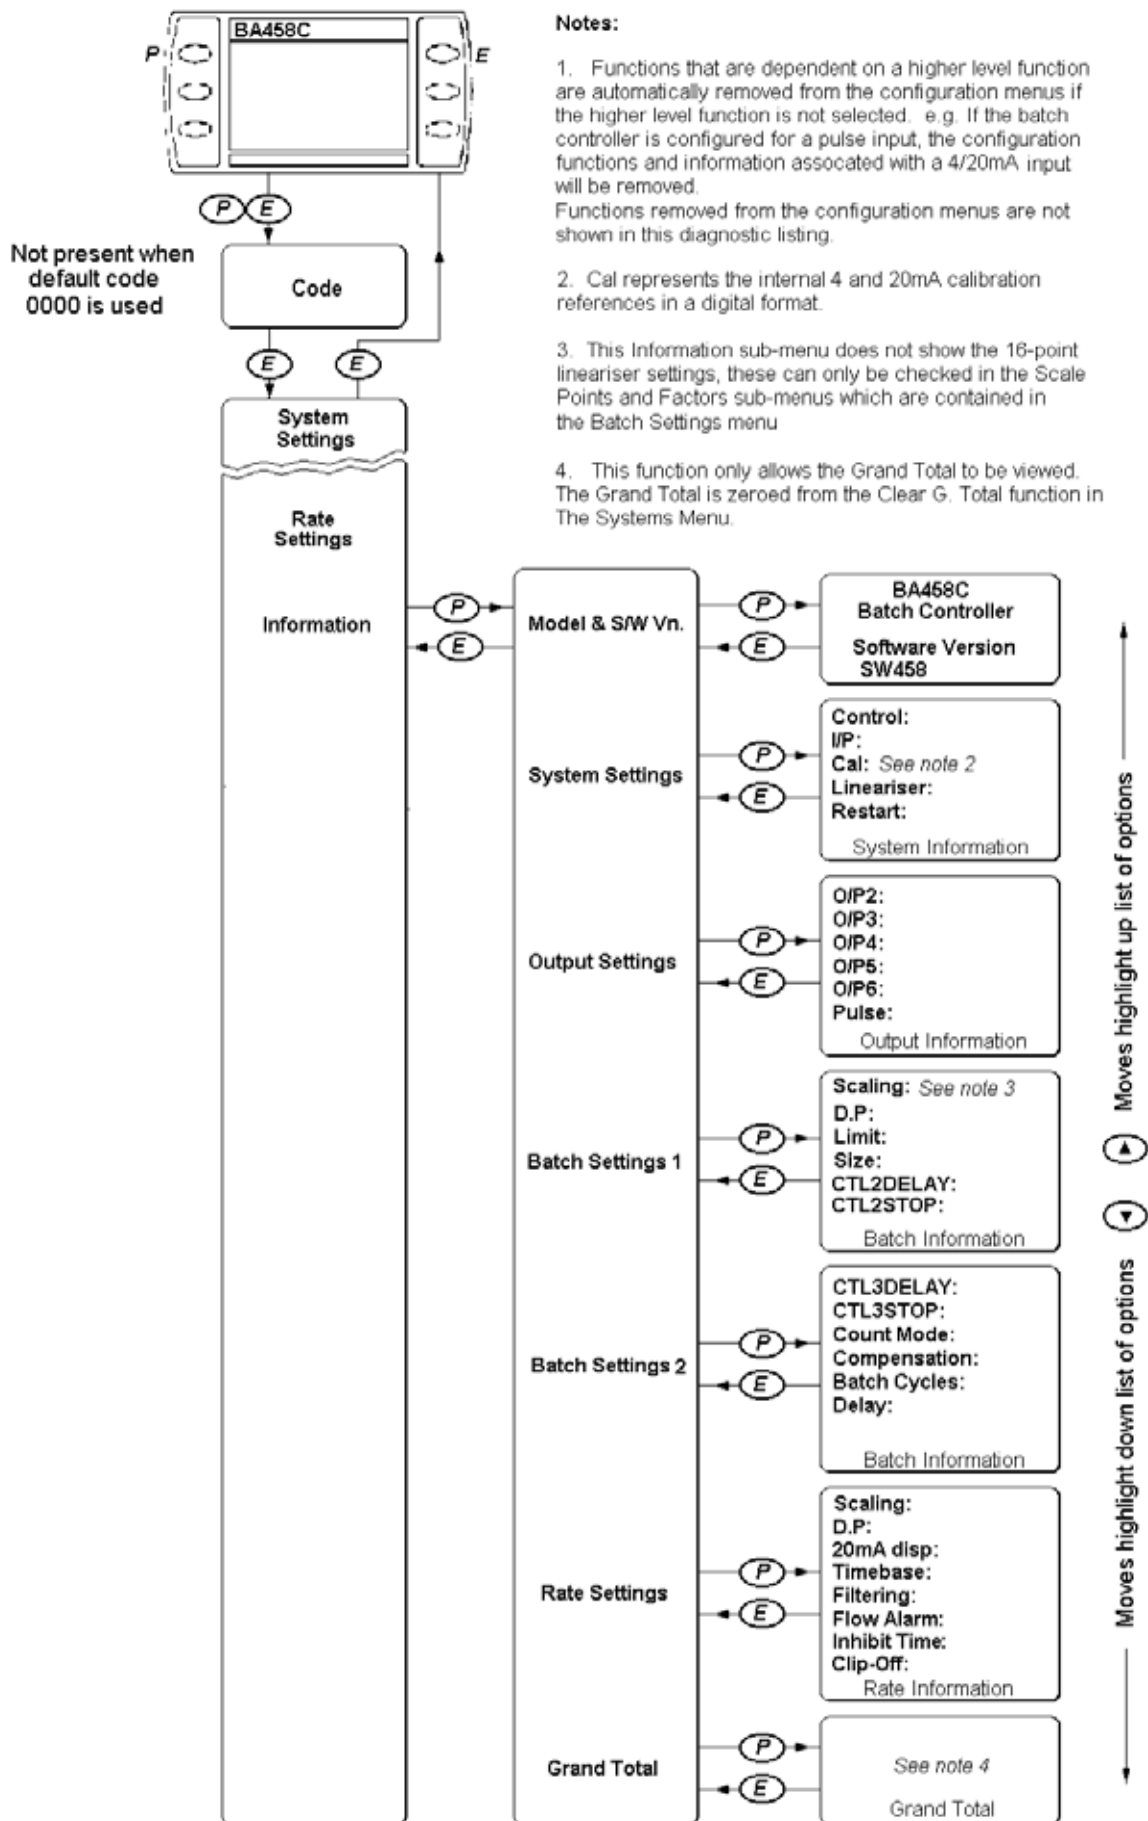 BA458C
P
E
P
E
Not present when
default code
0000 is used
Code
E
E
System
Settings
Rate
Settings
Information
Notes:
1. Functions that are dependent on a higher level function
are automatically removed from the configuration menus if
the higher level function is not selected. e.g. If the batch
controller is configured for a pulse input, the configuration
functions and information assocated with a 4/20mA input
will be removed.
Functions removed from the configuration menus are not
shown in this diagnostic listing.
2. Cal represents the internal 4 and 20mA calibration
references in a digital format.
3. This Information sub-menu does not show the 16-point
lineariser settings, these can only be checked in the Scale
Points and Factors sub-menus which are contained in
the Batch Settings menu
4. This function only allows the Grand Total to be viewed.
The Grand Total is zeroed from the Clear G. Total function in
The Systems Menu.
P
E
Model & S/W Vn.
P
E
BA458C
Batch Controller
Software Version
SW458
System Settings
P
E
Control:
I/P:
Cal: See note 2
Lineariser:
Restart:
System Information
Output Settings
P
E
O/P2:
O/P3:
O/P4:
O/P5:
O/P6:
Pulse:
Output Information
Batch Settings 1
P
E
Scaling: See note 3
D.P:
Limit:
Size:
CTL2DELAY:
CTL2STOP:
Batch Information
Batch Settings 2
P
E
CTL3DELAY:
CTL3STOP:
Count Mode:
Compensation:
Batch Cycles:
Delay:
Batch Information
Rate Settings
P
E
Scaling:
D.P:
20mA disp:
Timebase:
Filtering:
Flow Alarm:
Inhibit Time:
Clip-Off:
Rate Information
Grand Total
P
E
See note 4
Grand Total
Moves highlight up list of options
Moves highlight down list of options